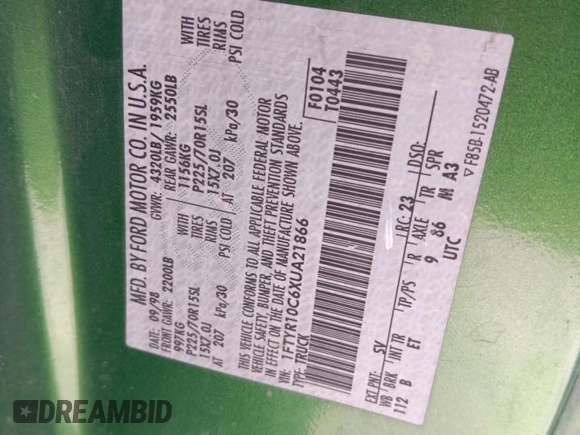 MFD. BY FORD MOTOR CO. IN U.S.A.
DATE: 09/98 GVWR: 4320LB/1959KG
FRONT GAWR: 2200LB REAR GAWR: 2550LB
997KG WITH 1156KG WITH
P225/70R15SL TIRES P225/70R15SL TIRES
15X7.0J RIMS 15X7.0J RIMS
AT 207 kPa/30 PSI COLD AT 207 kPa/30 PSI COLD
THIS VEHICLE CONFORMS TO ALL APPLICABLE FEDERAL MOTOR
VEHICLE SAFETY, BUMPER, AND THEFT PREVENTION STANDARDS
IN EFFECT ON THE DATE OF MANUFACTURE SHOWN ABOVE.
VIN: 1FTYR10C6XUA21866 F0104
TYPE: TRUCK T0443
EXT PNT: SV RC: 23 DSO:
WB BRK INT TR TP/PS R AXLE TR SPR
112 B ET 9 86 M A3
UTC
▽F85B-1520472-AB
DREAMBID